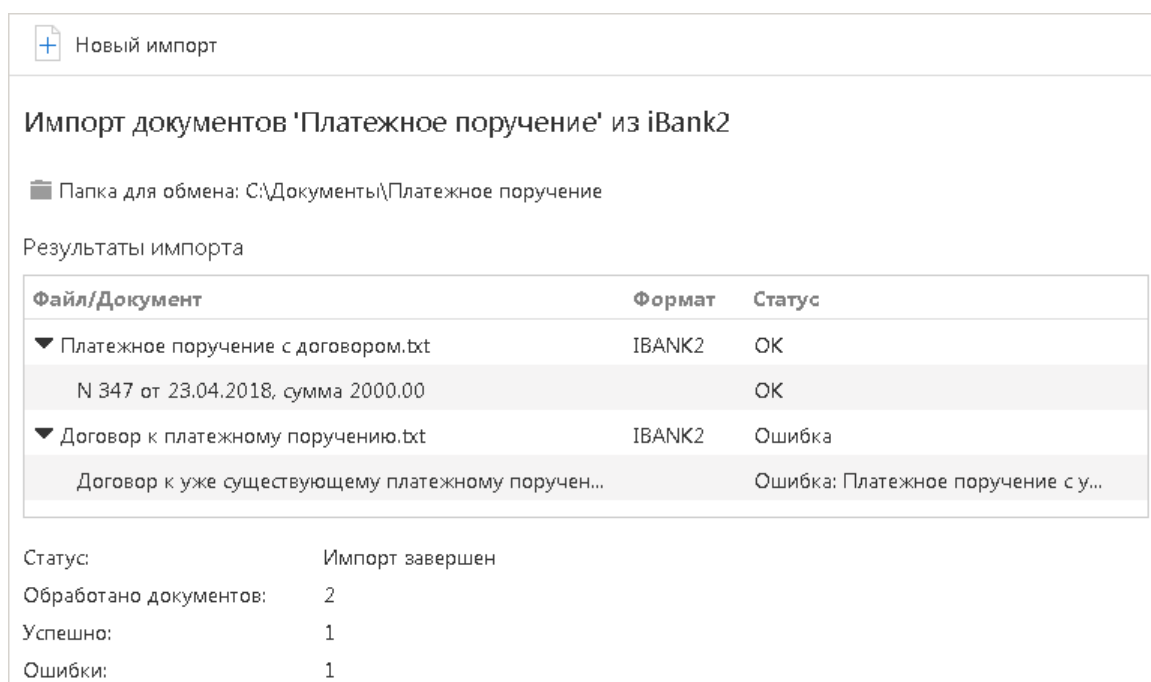 Новый импорт
Импорт документов 'Платежное поручение' из iBank2
Папка для обмена: C:\Документы\Платежное поручение
Результаты импорта
Файл/Документ Формат Статус
Платежное поручение с договором.txt IBANK2 ОК
N 347 от 23.04.2018, сумма 2000.00 ОК
Договор к платежному поручению.txt IBANK2 Ошибка
Договор к уже существующему платежному поручен... Ошибка: Платежное поручение с у...
Статус: Импорт завершен
Обработано документов: 2
Успешно: 1
Ошибки: 1